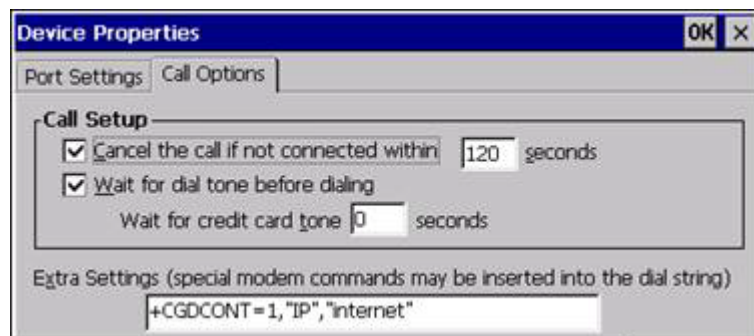 Device Properties OK ×
Port Settings Call Options
Call Setup
Cancel the call if not connected within 120 seconds
Wait for dial tone before dialing
Wait for credit card tone 0 seconds
Extra Settings (special modem commands may be inserted into the dial string)
+CGDCONT=1,"IP","internet"